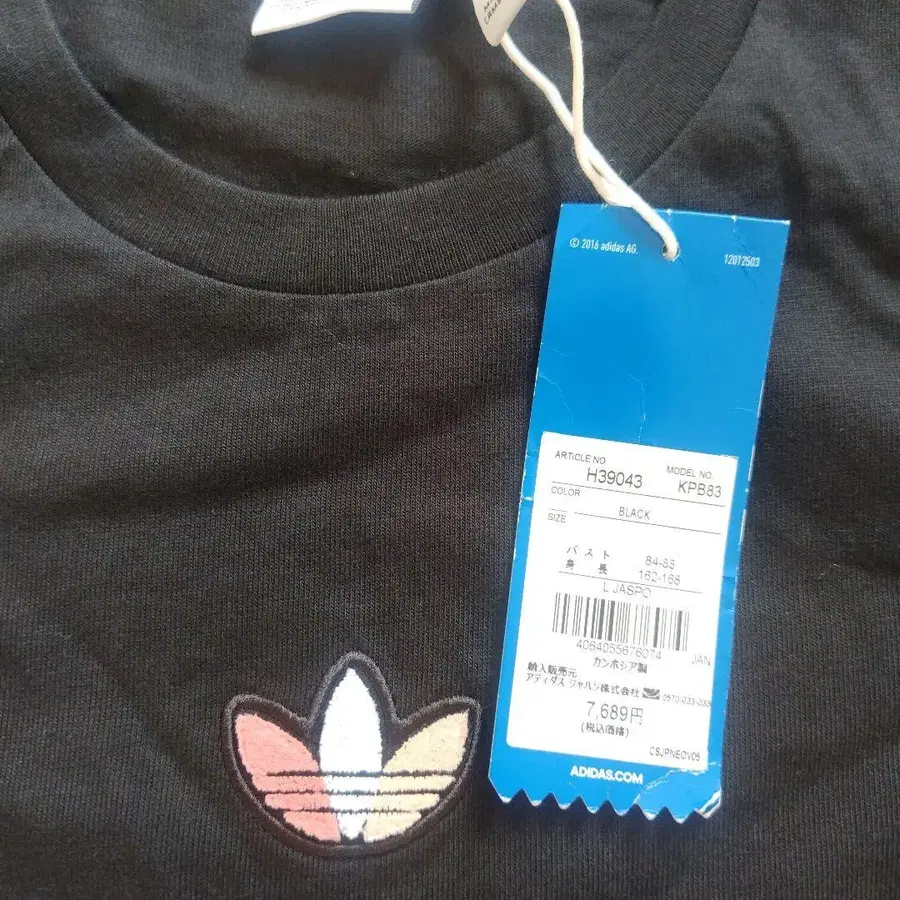 © 2016 adidas AG.
12012503
ARTICLE NO
H39043
MODEL NO.
KPB83
COLOR
BLACK
SIZE
バスト 84-88
身長 162-168
L JASPO
4064055676074 JAN
カンボジア製
輸入販売元
アディダス ジャパン株式会社 0570-033-033
7,689円
(税込価格)
CSJPNEOV05
ADIDAS.COM